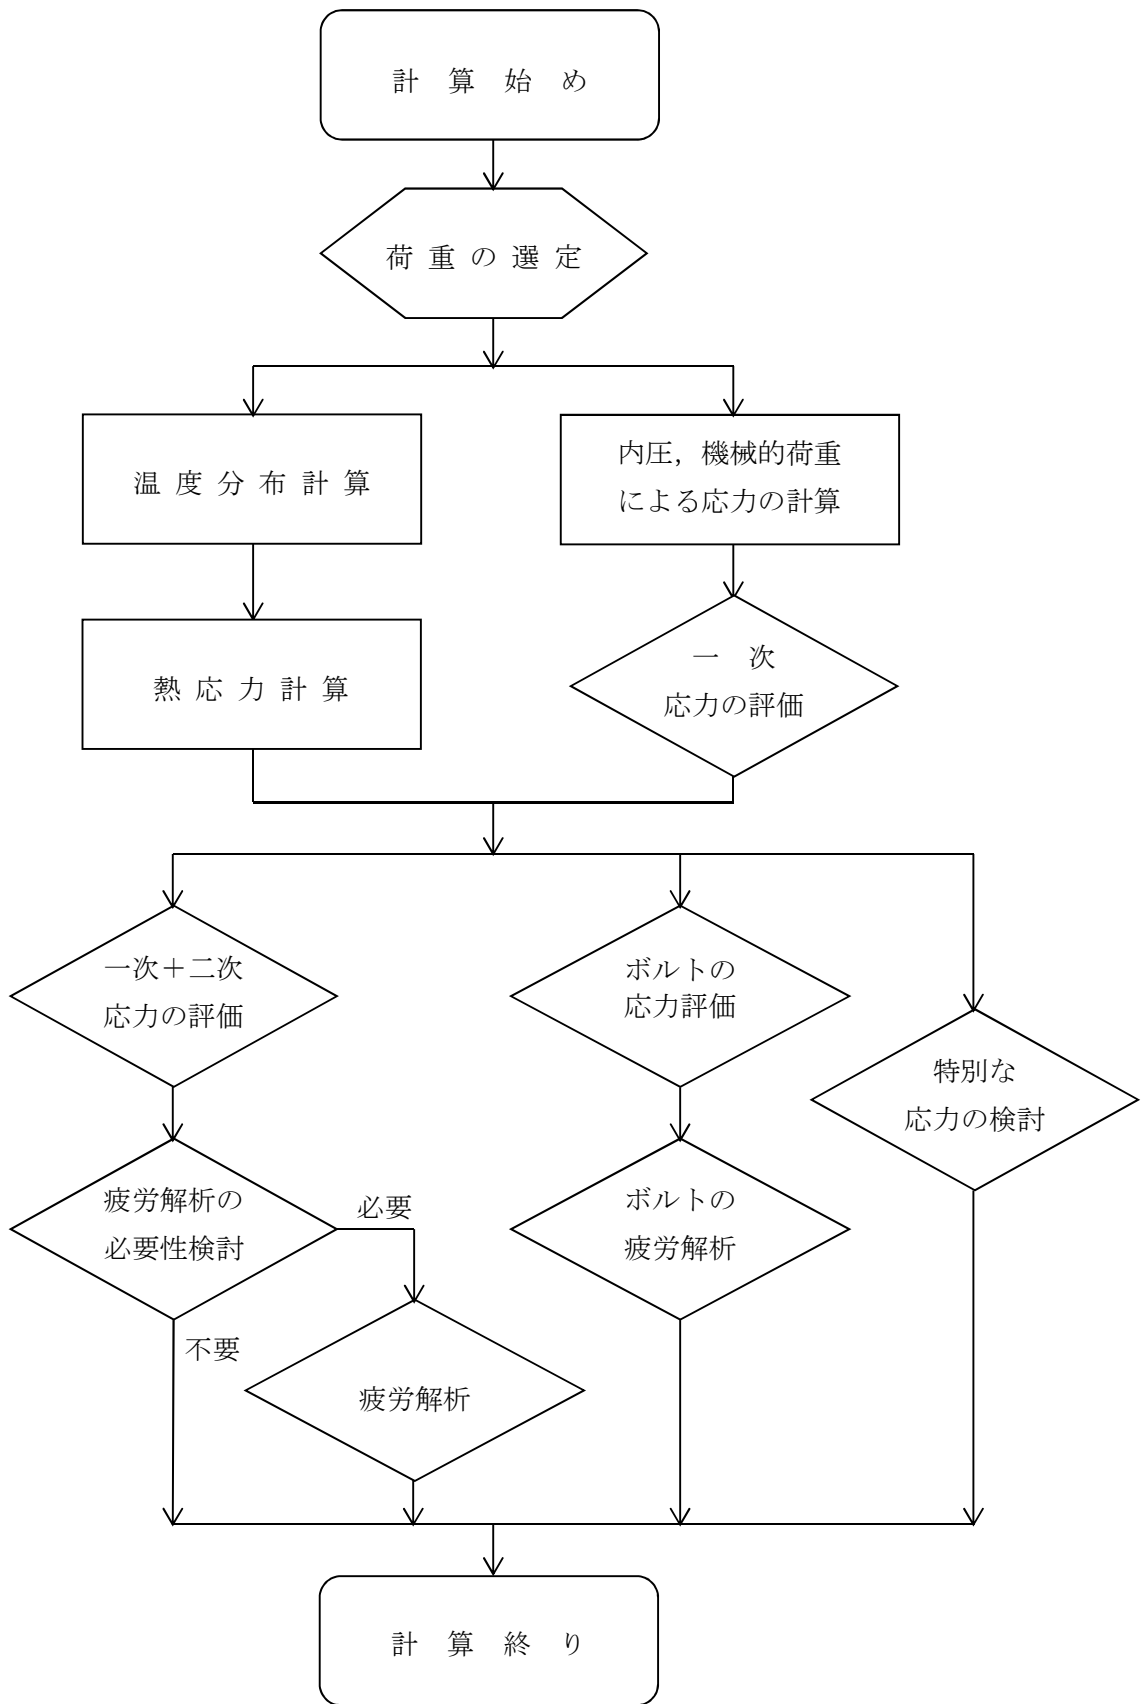 計算始め
荷重の選定
温度分布計算
内圧，機械的荷重
による応力の計算
熱応力計算
一次
応力の評価
一次＋二次
応力の評価
ボルトの
応力評価
特別な
応力の検討
疲労解析の
必要性検討
必要
ボルトの
疲労解析
不要
疲労解析
計算終り